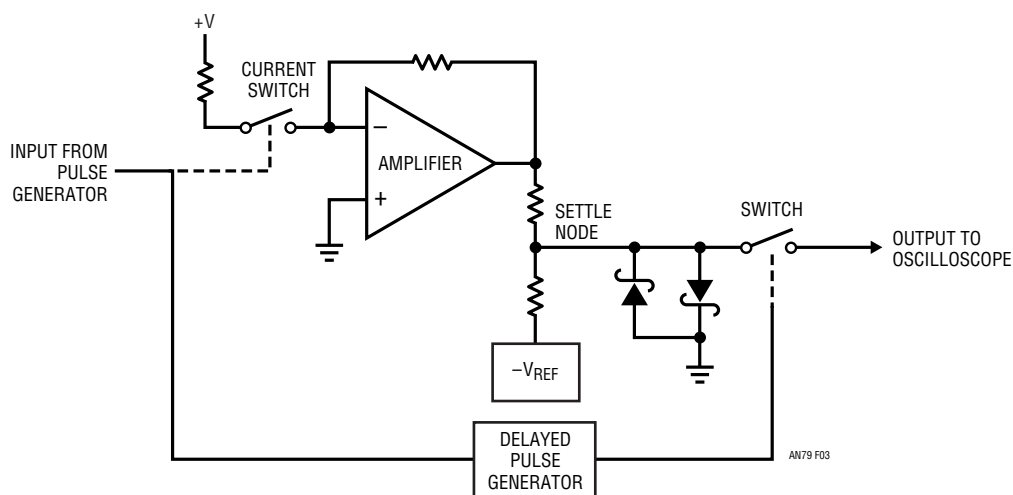 +V
CURRENT
SWITCH
INPUT FROM
PULSE
GENERATOR
–
AMPLIFIER
+
SETTLE
NODE
SWITCH
OUTPUT TO
OSCILLOSCOPE
–VREF
DELAYED
PULSE
GENERATOR
AN79 F03